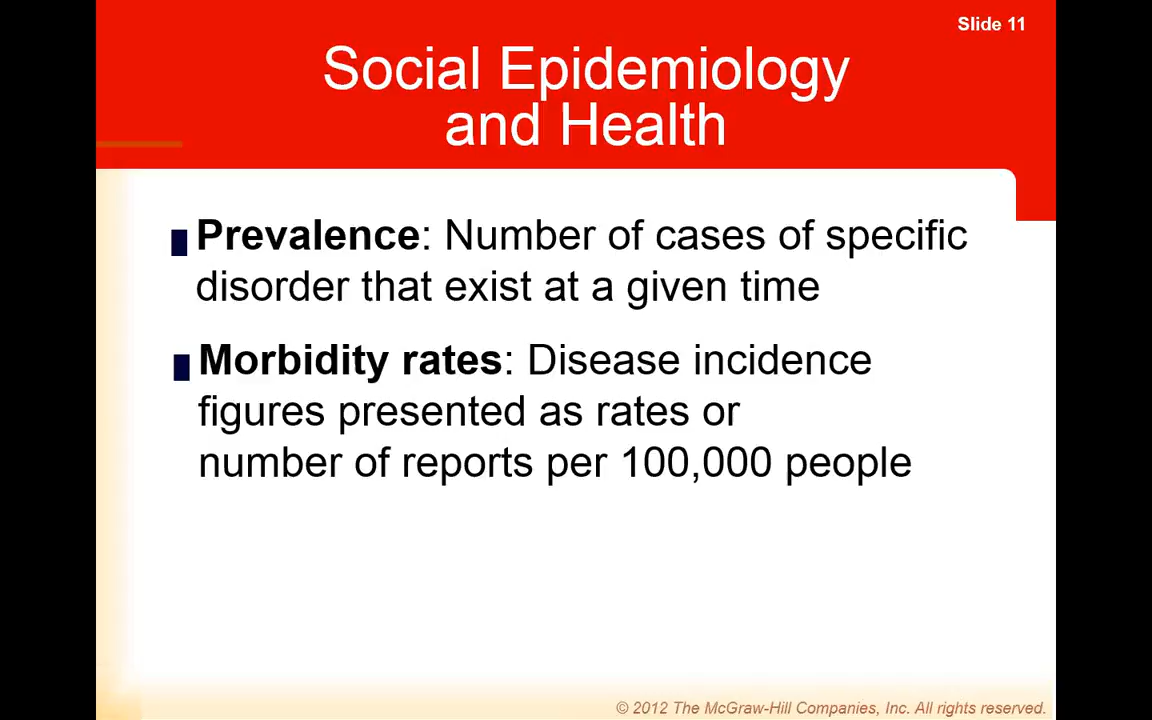 Slide 11
Social Epidemiology
and Health
Prevalence: Number of cases of specific
disorder that exist at a given time
Morbidity rates: Disease incidence
figures presented as rates or
number of reports per 100,000 people
© 2012 The McGraw-Hill Companies, Inc. All rights reserved.